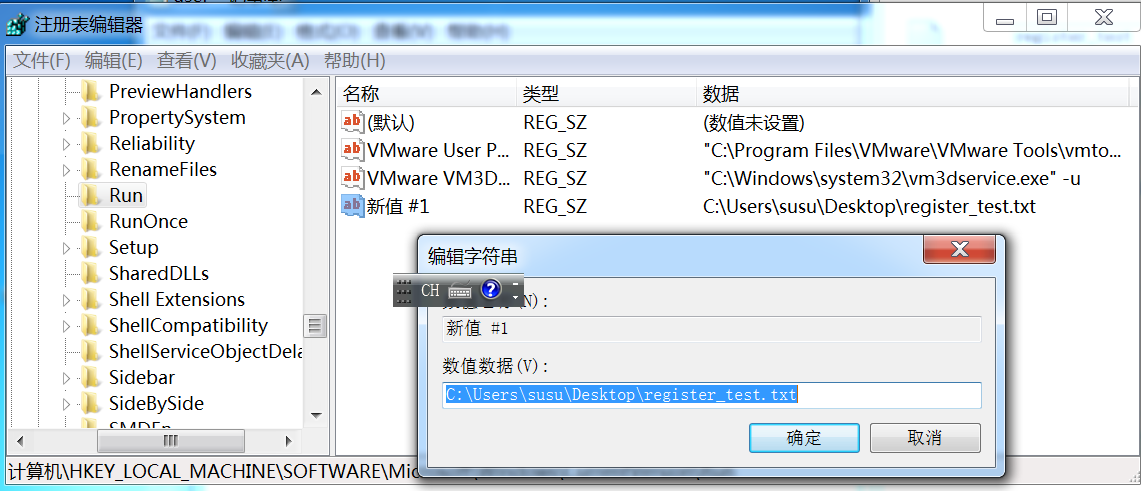 注册表编辑器
文件(F) 编辑(E) 查看(V) 收藏夹(A) 帮助(H)
PreviewHandlers
PropertySystem
Reliability
RenameFiles
Run
RunOnce
Setup
SharedDLLs
Shell Extensions
ShellCompatibility
ShellServiceObjectDela
Sidebar
SideBySide
名称 类型 数据
(默认) REG_SZ (数值未设置)
VMware User P... REG_SZ "C:\Program Files\VMware\VMware Tools\vmto...
VMware VM3D... REG_SZ "C:\Windows\system32\vm3dservice.exe" -u
新值 #1 REG_SZ C:\Users\susu\Desktop\register_test.txt
编辑字符串
CH
(N):
新值 #1
数值数据(V):
C:\Users\susu\Desktop\register_test.txt
确定 取消
计算机\HKEY_LOCAL_MACHINE\SOFTWARE\Mic